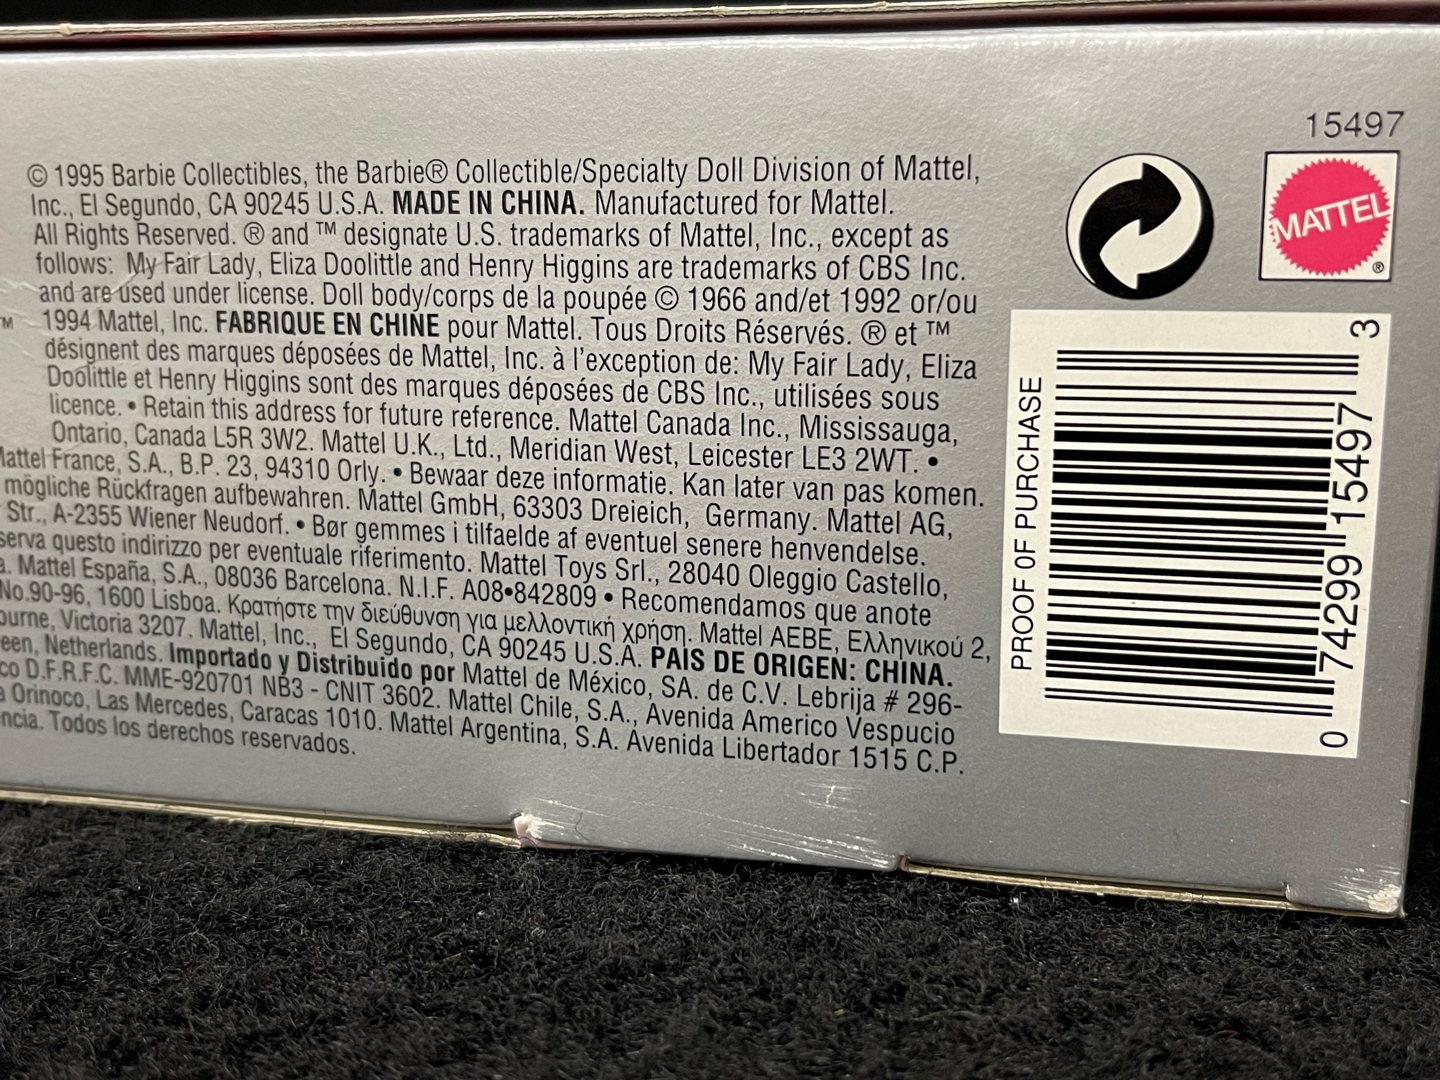 15497
© 1995 Barbie Collectibles, the Barbie® Collectible/Specialty Doll Division of Mattel,
Inc., El Segundo, CA 90245 U.S.A. MADE IN CHINA. Manufactured for Mattel.
All Rights Reserved. ® and ™ designate U.S. trademarks of Mattel, Inc., except as
follows: My Fair Lady, Eliza Doolittle and Henry Higgins are trademarks of CBS Inc.
and are used under license. Doll body/corps de la poupée © 1966 and/et 1992 or/ou
™ 1994 Mattel, Inc. FABRIQUE EN CHINE pour Mattel. Tous Droits Réservés. ® et ™
désignent des marques déposées de Mattel, Inc. à l'exception de: My Fair Lady, Eliza
Doolittle et Henry Higgins sont des marques déposées de CBS Inc., utilisées sous
licence. • Retain this address for future reference. Mattel Canada Inc., Mississauga,
Ontario, Canada L5R 3W2. Mattel U.K., Ltd., Meridian West, Leicester LE3 2WT. •
Mattel France, S.A., B.P. 23, 94310 Orly. • Bewaar deze informatie. Kan later van pas komen.
mögliche Rückfragen aufbewahren. Mattel GmbH, 63303 Dreieich, Germany. Mattel AG,
Str., A-2355 Wiener Neudorf. • Bør gemmes i tilfaelde af eventuel senere henvendelse.
serva questo indirizzo per eventuale riferimento. Mattel Toys Srl., 28040 Oleggio Castello,
a. Mattel España, S.A., 08036 Barcelona. N.I.F. A08•842809 • Recomendamos que anote
No.90-96, 1600 Lisboa. Κρατήστε την διεύθυνση για μελλοντική χρήση. Mattel AEBE, Ελληνικού 2,
ourne, Victoria 3207. Mattel, Inc., El Segundo, CA 90245 U.S.A. PAIS DE ORIGEN: CHINA.
een, Netherlands. Importado y Distribuido por Mattel de México, SA. de C.V. Lebrija # 296-
co D.F.R.F.C. MME-920701 NB3 - CNIT 3602. Mattel Chile, S.A., Avenida Americo Vespucio
a Orinoco, Las Mercedes, Caracas 1010. Mattel Argentina, S.A. Avenida Libertador 1515 C.P.
ncia. Todos los derechos reservados.
MATTEL®
PROOF OF PURCHASE
0 74299 15497 3